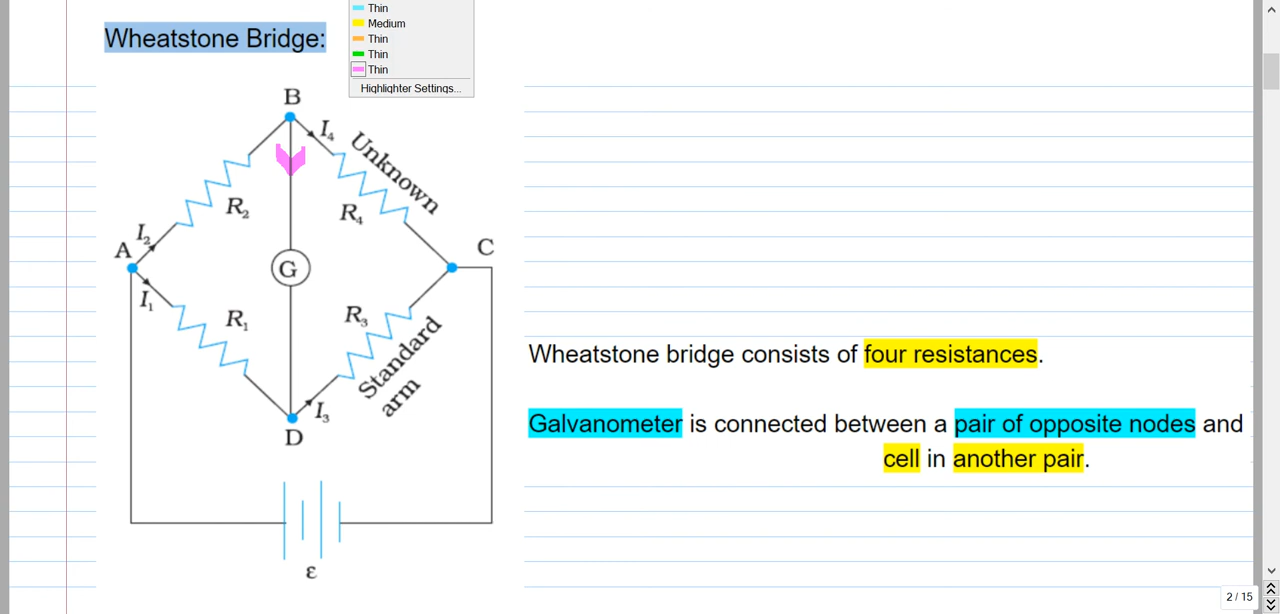 Thin
Medium
Thin
Thin
Thin
Highlighter Settings...
Wheatstone Bridge:
B
I₄
Unknown
R₂
R₄
I₂
A
C
G
I₁
R₁
R₃
Standard
arm
I₃
D
ε
Wheatstone bridge consists of four resistances.
Galvanometer is connected between a pair of opposite nodes and
cell in another pair.
2 / 15